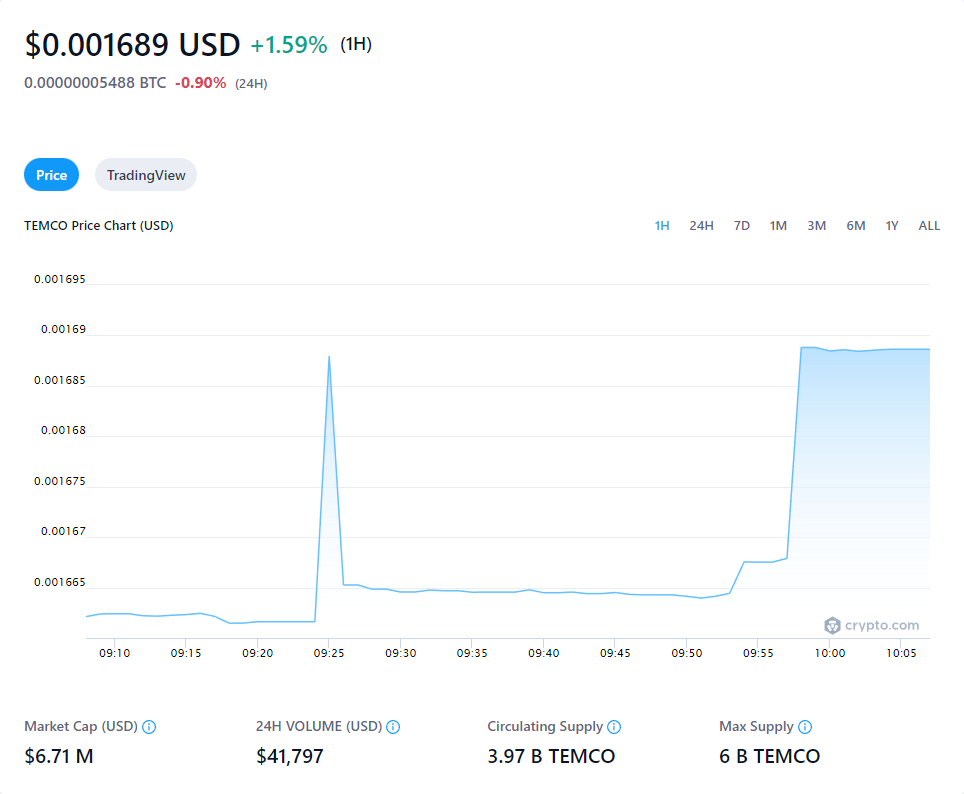 $0.001689 USD +1.59% (1H)
0.00000005488 BTC -0.90% (24H)
Price TradingView
TEMCO Price Chart (USD) 1H 24H 7D 1M 3M 6M 1Y ALL
0.001695
0.00169
0.001685
0.00168
0.001675
0.00167
0.001665
crypto.com
09:10 09:15 09:20 09:25 09:30 09:35 09:40 09:45 09:50 09:55 10:00 10:05
Market Cap (USD) 24H VOLUME (USD) Circulating Supply Max Supply
$6.71 M $41,797 3.97 B TEMCO 6 B TEMCO